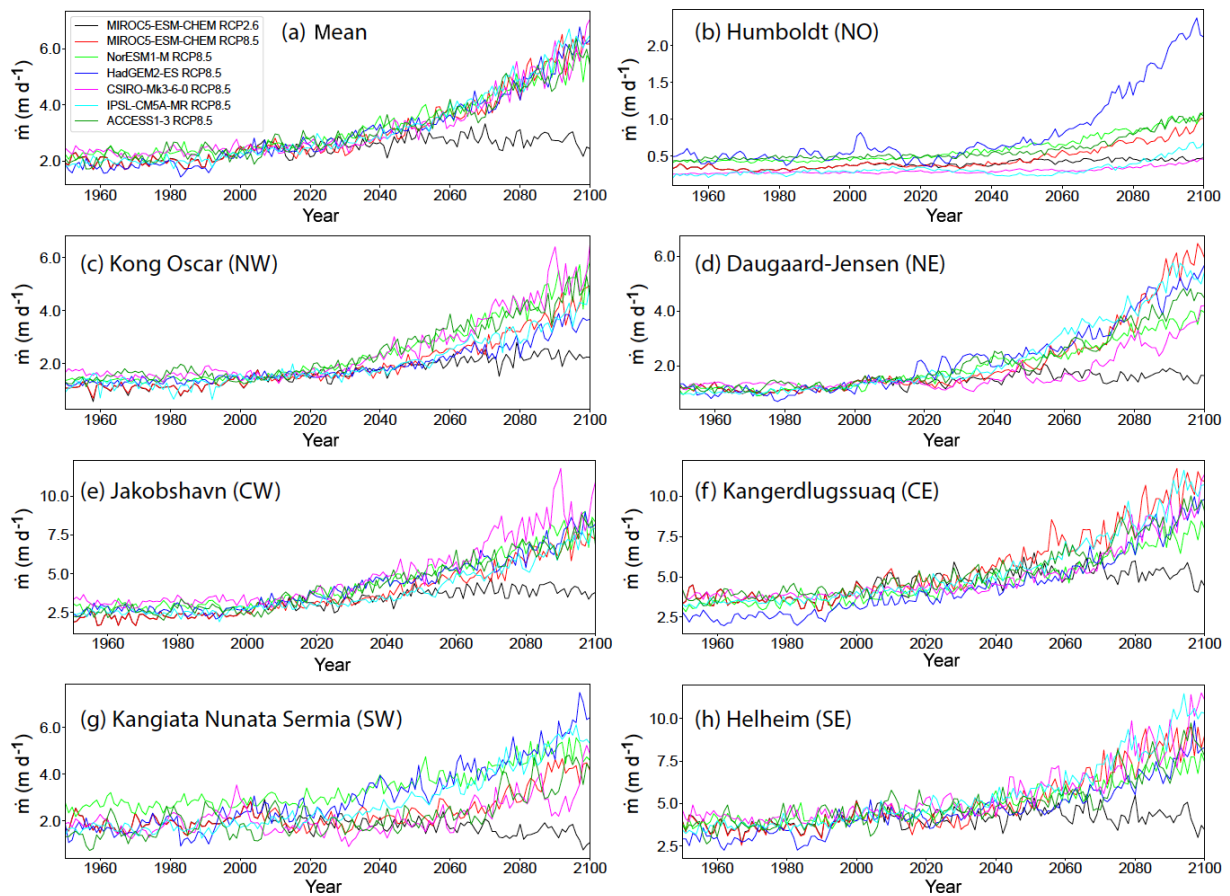 (a) Mean
MIROC5-ESM-CHEM RCP2.6
MIROC5-ESM-CHEM RCP8.5
NorESM1-M RCP8.5
HadGEM2-ES RCP8.5
CSIRO-Mk3-6-0 RCP8.5
IPSL-CM5A-MR RCP8.5
ACCESS1-3 RCP8.5
ṁ (m d⁻¹)
6.0
4.0
2.0
1960 1980 2000 2020 2040 2060 2080 2100
Year
(b) Humboldt (NO)
ṁ (m d⁻¹)
2.0
1.5
1.0
0.5
1960 1980 2000 2020 2040 2060 2080 2100
Year
(c) Kong Oscar (NW)
ṁ (m d⁻¹)
6.0
4.0
2.0
1960 1980 2000 2020 2040 2060 2080 2100
Year
(d) Daugaard-Jensen (NE)
ṁ (m d⁻¹)
6.0
4.0
2.0
1960 1980 2000 2020 2040 2060 2080 2100
Year
(e) Jakobshavn (CW)
ṁ (m d⁻¹)
10.0
7.5
5.0
2.5
1960 1980 2000 2020 2040 2060 2080 2100
Year
(f) Kangerdlugssuaq (CE)
ṁ (m d⁻¹)
10.0
7.5
5.0
2.5
1960 1980 2000 2020 2040 2060 2080 2100
Year
(g) Kangiata Nunata Sermia (SW)
ṁ (m d⁻¹)
6.0
4.0
2.0
1960 1980 2000 2020 2040 2060 2080 2100
Year
(h) Helheim (SE)
ṁ (m d⁻¹)
10.0
7.5
5.0
2.5
1960 1980 2000 2020 2040 2060 2080 2100
Year